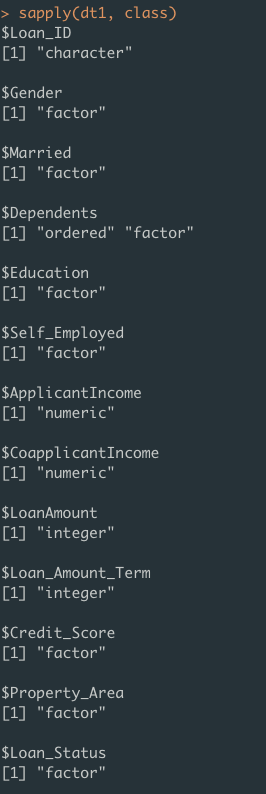 > sapply(dt1, class)
$Loan_ID
[1] "character"
$Gender
[1] "factor"
$Married
[1] "factor"
$Dependents
[1] "ordered" "factor"
$Education
[1] "factor"
$Self_Employed
[1] "factor"
$ApplicantIncome
[1] "numeric"
$CoapplicantIncome
[1] "numeric"
$LoanAmount
[1] "integer"
$Loan_Amount_Term
[1] "integer"
$Credit_Score
[1] "factor"
$Property_Area
[1] "factor"
$Loan_Status
[1] "factor"